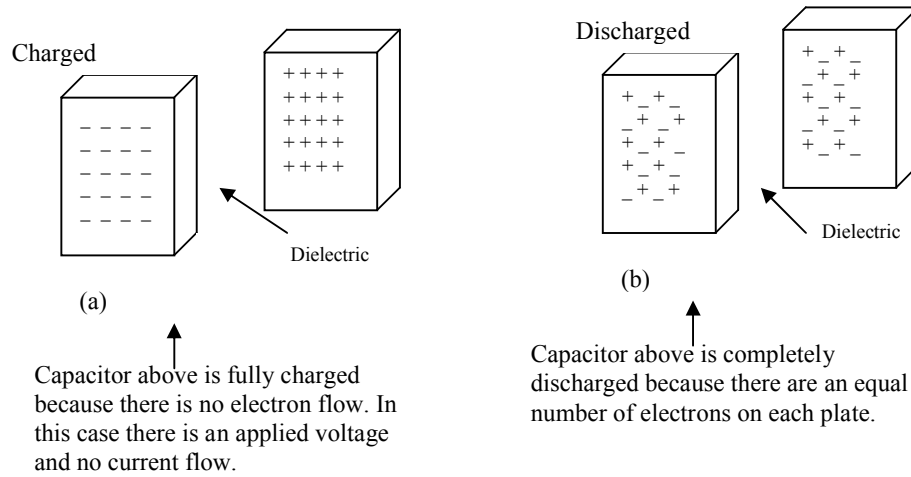 Charged
− − − −
− − − −
− − − −
− − − −
− − − −
+ + + +
+ + + +
+ + + +
+ + + +
+ + + +
Dielectric
(a)
Capacitor above is fully charged
because there is no electron flow. In
this case there is an applied voltage
and no current flow.
Discharged
+ _ + _
_ + _ +
+ _ + _
+ _ + _
_ + _ +
+ _
_ + _
+ _ + _
_ + _
+ _ + _
Dielectric
(b)
Capacitor above is completely
discharged because there are an equal
number of electrons on each plate.